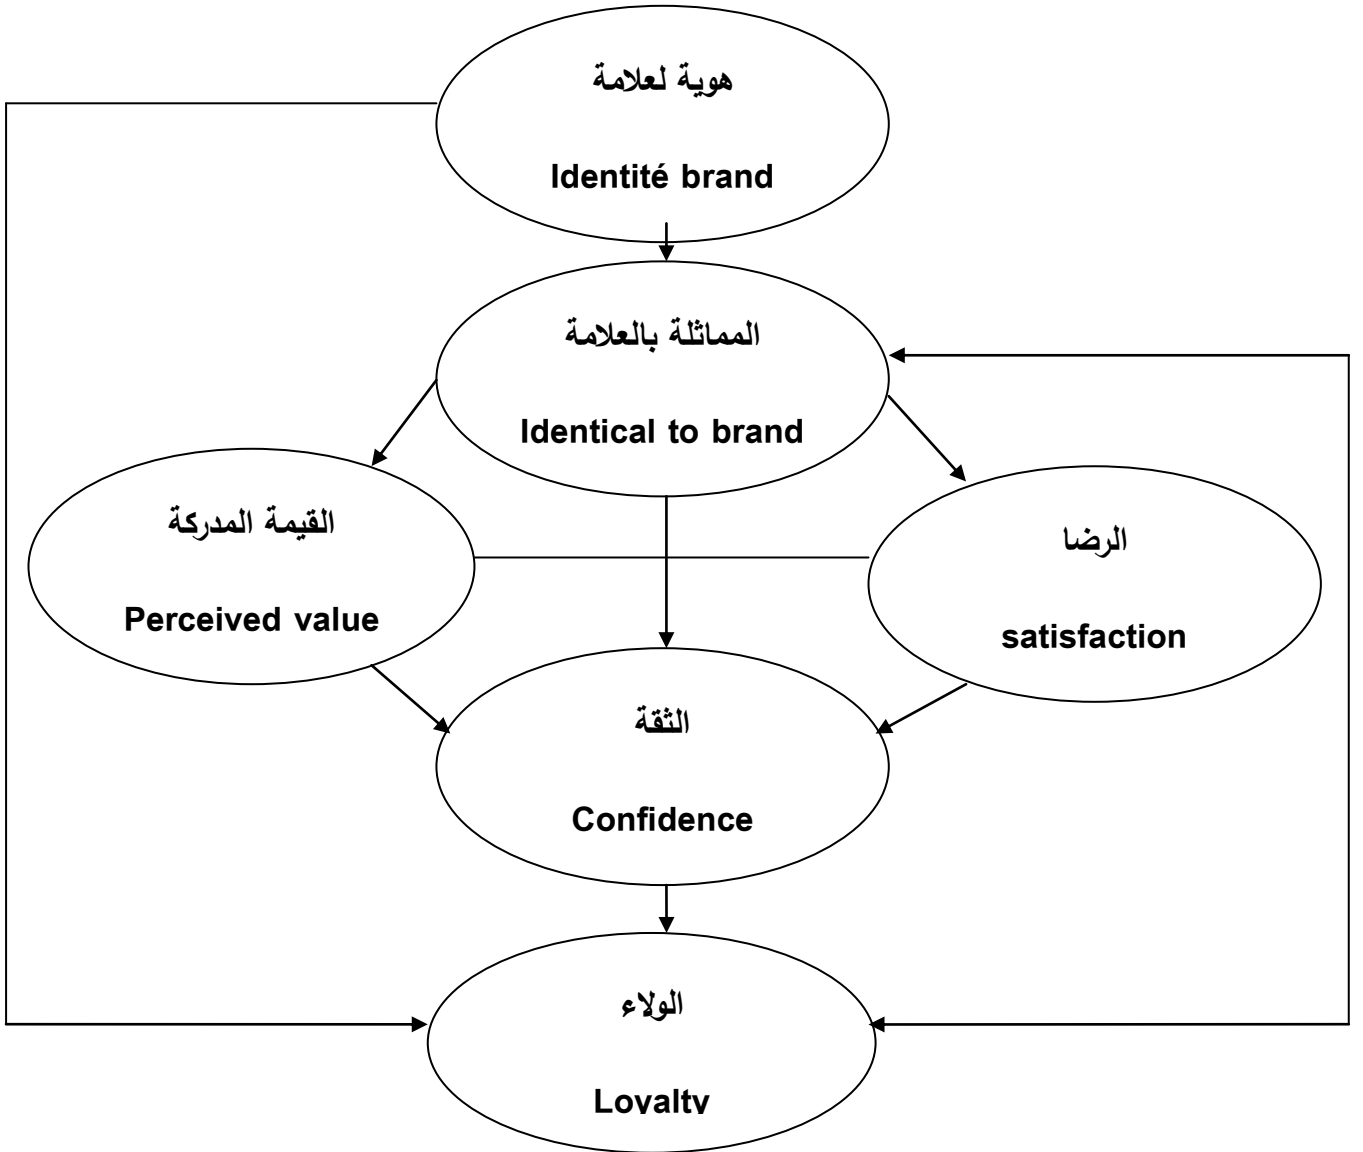 هوية لعلامة
Identité brand
المماثلة بالعلامة
Identical to brand
القيمة المدركة
Perceived value
الرضا
satisfaction
الثقة
Confidence
الولاء
Loyalty